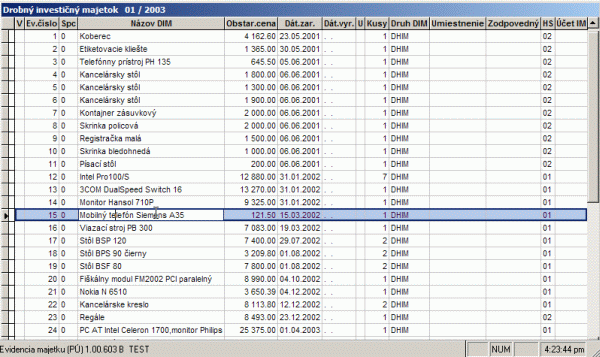 Drobný investičný majetok 01 / 2003
V Ev.číslo Spc Názov DIM Obstar.cena Dát.zar. Dát.vyr. U Kusy Druh DIM Umiestnenie Zodpovedný HS Účet IM
1 0 Koberec 4 162.60 23.05.2001 . . 1 DHIM 02
2 0 Etiketovacie kliešte 1 365.00 30.05.2001 . . 1 DHIM 02
3 0 Telefónny prístroj PH 135 645.50 05.06.2001 . . 1 DHIM 02
4 0 Kancelársky stôl 1 800.00 06.06.2001 . . 1 DHIM 02
5 0 Kancelársky stôl 1 300.00 06.06.2001 . . 1 DHIM 02
6 0 Kancelársky stôl 1 900.00 06.06.2001 . . 1 DHIM 02
7 0 Kontajner zásuvkový 2 000.00 06.06.2001 . . 1 DHIM 02
8 0 Skrinka policová 2 000.00 06.06.2001 . . 1 DHIM 02
9 0 Registračka malá 1 500.00 06.06.2001 . . 1 DHIM 02
10 0 Skrinka bledohnedá 1 000.00 06.06.2001 . . 1 DHIM 02
11 0 Písací stôl 200.00 06.06.2001 . . 1 DHIM 02
12 0 Intel Pro100/S 12 880.00 31.01.2002 . . 7 DHIM 01
13 0 3COM DualSpeed Switch 16 13 270.00 31.01.2002 . . 1 DHIM 01
14 0 Monitor Hansol 710P 9 325.00 31.01.2002 . . 1 DHIM 01
15 0 Mobilný telefón Siemens A35 121.50 15.03.2002 . . 1 DHIM 01
16 0 Viazací stroj PB 300 7 083.00 19.03.2002 . . 1 DHIM 01
17 0 Stôl BSP 120 7 400.00 29.07.2002 . . 2 DHIM 01
18 0 Stôl BPS 90 čierny 3 209.80 01.08.2002 . . 2 DHIM 01
19 0 Stôl BSF 80 7 800.00 01.08.2002 . . 2 DHIM 01
20 0 Fiškálny modul FM2002 PCI paralelný 8 990.00 04.10.2002 . . 1 DHIM 01
21 0 Nokia N 6510 3 650.39 04.12.2002 . . 1 DHIM 01
22 0 Kancelárske kreslo 8 113.80 12.12.2002 . . 2 DHIM 01
23 0 Regále 8 493.00 23.12.2002 . . 1 DHIM 01
24 0 PC AT Intel Celeron 1700,monitor Philips 25 375.00 01.04.2003 . . 1 DHIM 01
Evidencia majetku (PÚ) 1.00.603 B TEST NUM 4:23:44 pm